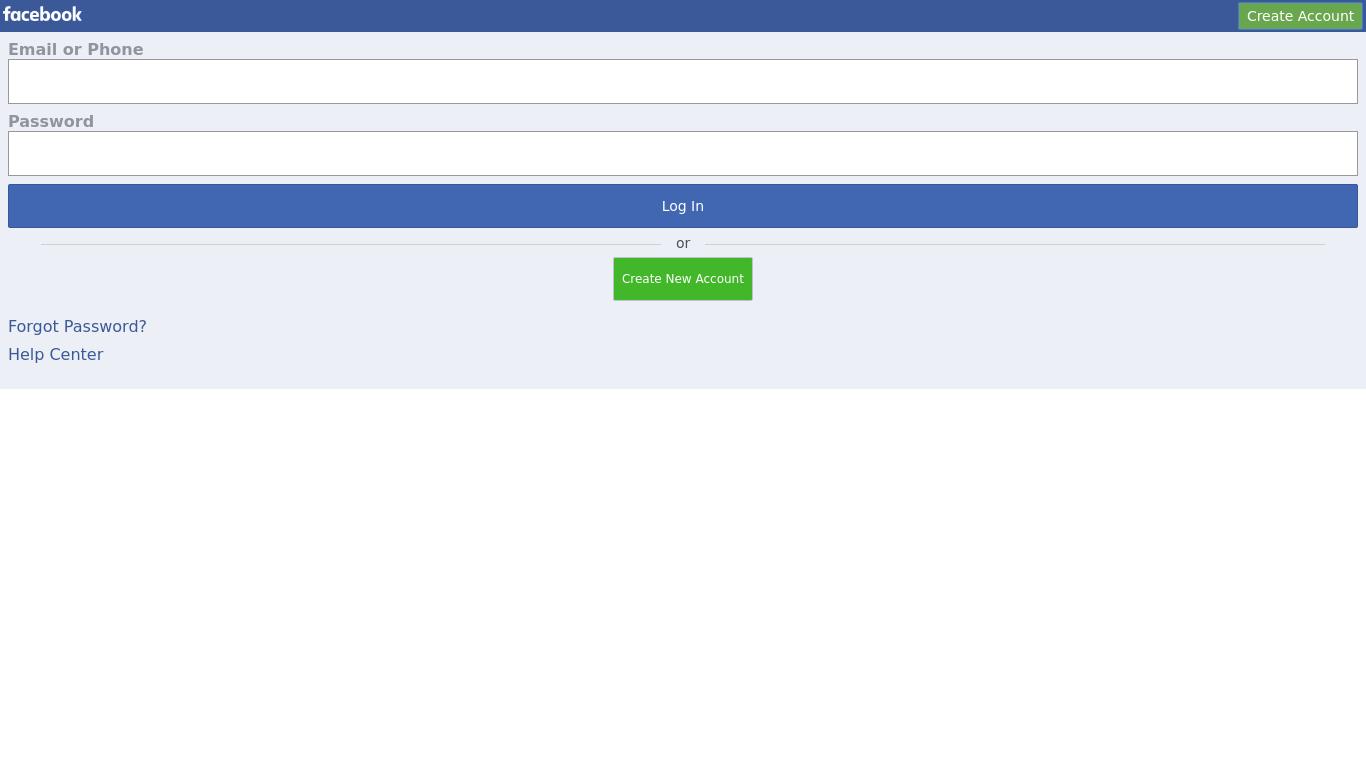 facebook
Create Account
Email or Phone
Password
Log In
or
Create New Account
Forgot Password?
Help Center